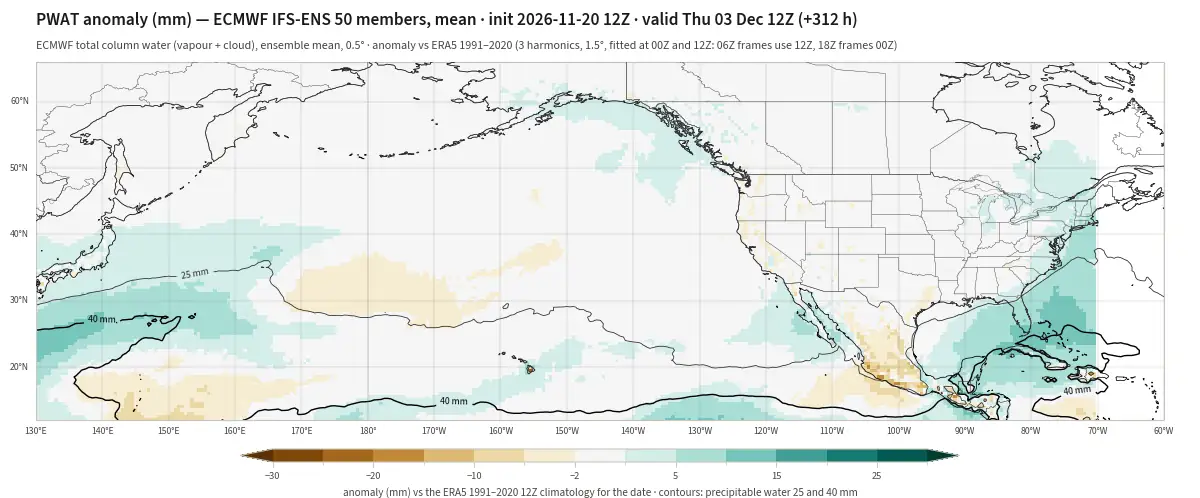 PWAT anomaly (mm) — ECMWF IFS-ENS 50 members, mean · init 2026-11-20 12Z · valid Thu 03 Dec 12Z (+312 h)
ECMWF total column water (vapour + cloud), ensemble mean, 0.5° · anomaly vs ERA5 1991–2020 (3 harmonics, 1.5°, fitted at 00Z and 12Z: 06Z frames use 12Z, 18Z frames 00Z)
60°N
50°N
40°N
30°N
20°N
25 mm
40 mm
40 mm
40 mm
130°E 140°E 150°E 160°E 170°E 180° 170°W 160°W 150°W 140°W 130°W 120°W 110°W 100°W 90°W 80°W 70°W 60°W
−30 −20 −10 −2 5 15 25
anomaly (mm) vs the ERA5 1991–2020 12Z climatology for the date · contours: precipitable water 25 and 40 mm